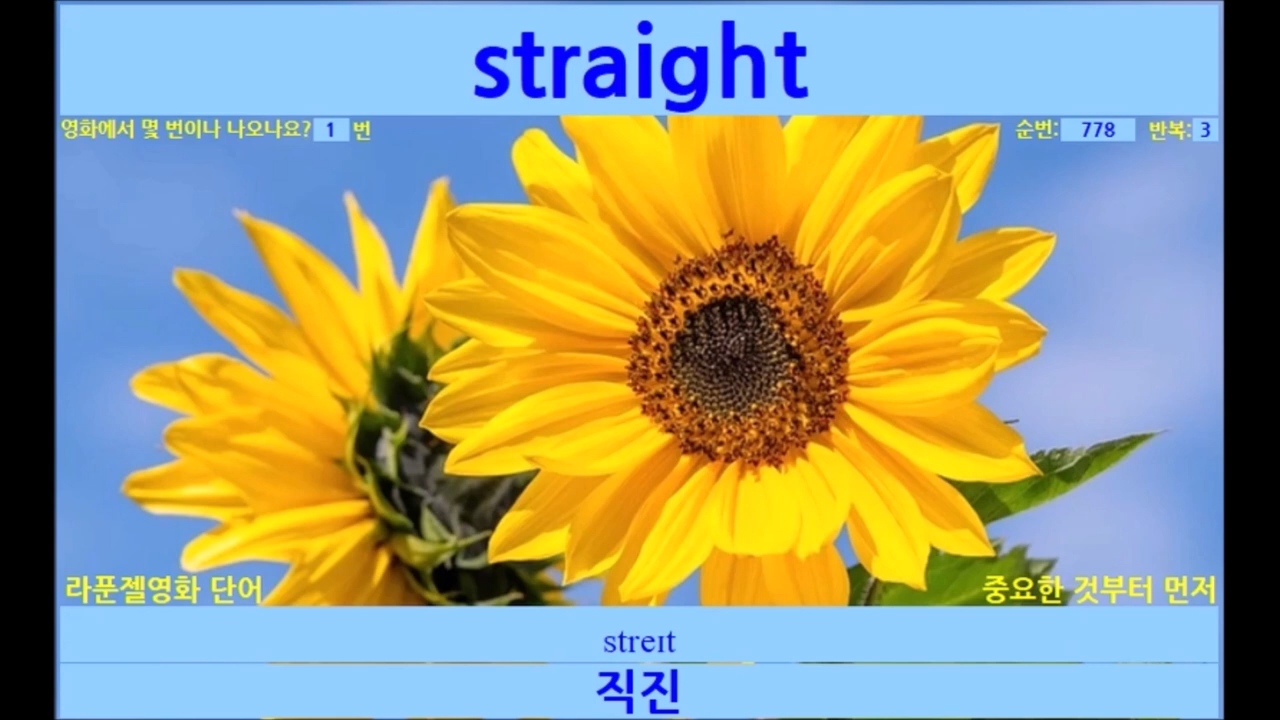 straight
영화에서 몇 번이나 나오나요? 1 번
순번: 778 반복: 3
라푼젤영화 단어
중요한 것부터 먼저
streɪt
직진